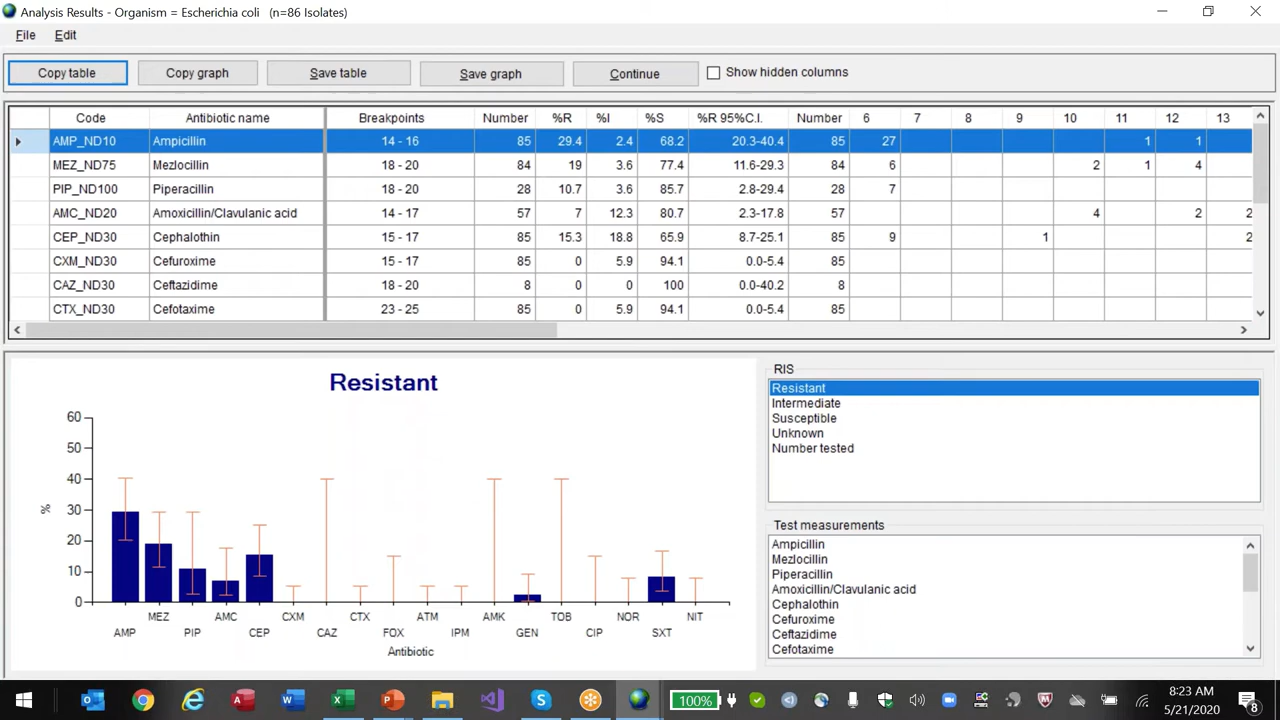 Analysis Results - Organism = Escherichia coli (n=86 Isolates)
File Edit
Copy table Copy graph Save table Save graph Continue Show hidden columns
Code Antibiotic name Breakpoints Number %R %I %S %R 95%C.I. Number 6 7 8 9 10 11 12 13
AMP_ND10 Ampicillin 14 - 16 85 29.4 2.4 68.2 20.3-40.4 85 27 1 1
MEZ_ND75 Mezlocillin 18 - 20 84 19 3.6 77.4 11.6-29.3 84 6 2 1 4
PIP_ND100 Piperacillin 18 - 20 28 10.7 3.6 85.7 2.8-29.4 28 7
AMC_ND20 Amoxicillin/Clavulanic acid 14 - 17 57 7 12.3 80.7 2.3-17.8 57 4 2 2
CEP_ND30 Cephalothin 15 - 17 85 15.3 18.8 65.9 8.7-25.1 85 9 1 2
CXM_ND30 Cefuroxime 15 - 17 85 0 5.9 94.1 0.0-5.4 85
CAZ_ND30 Ceftazidime 18 - 20 8 0 0 100 0.0-40.2 8
CTX_ND30 Cefotaxime 23 - 25 85 0 5.9 94.1 0.0-5.4 85
Resistant
60
50
40
30
20
10
0
%
MEZ AMC CXM CTX ATM AMK TOB NOR NIT
AMP PIP CEP CAZ FOX IPM GEN CIP SXT
Antibiotic
RIS
Resistant
Intermediate
Susceptible
Unknown
Number tested
Test measurements
Ampicillin
Mezlocillin
Piperacillin
Amoxicillin/Clavulanic acid
Cephalothin
Cefuroxime
Ceftazidime
Cefotaxime
100%
8:23 AM
5/21/2020
8